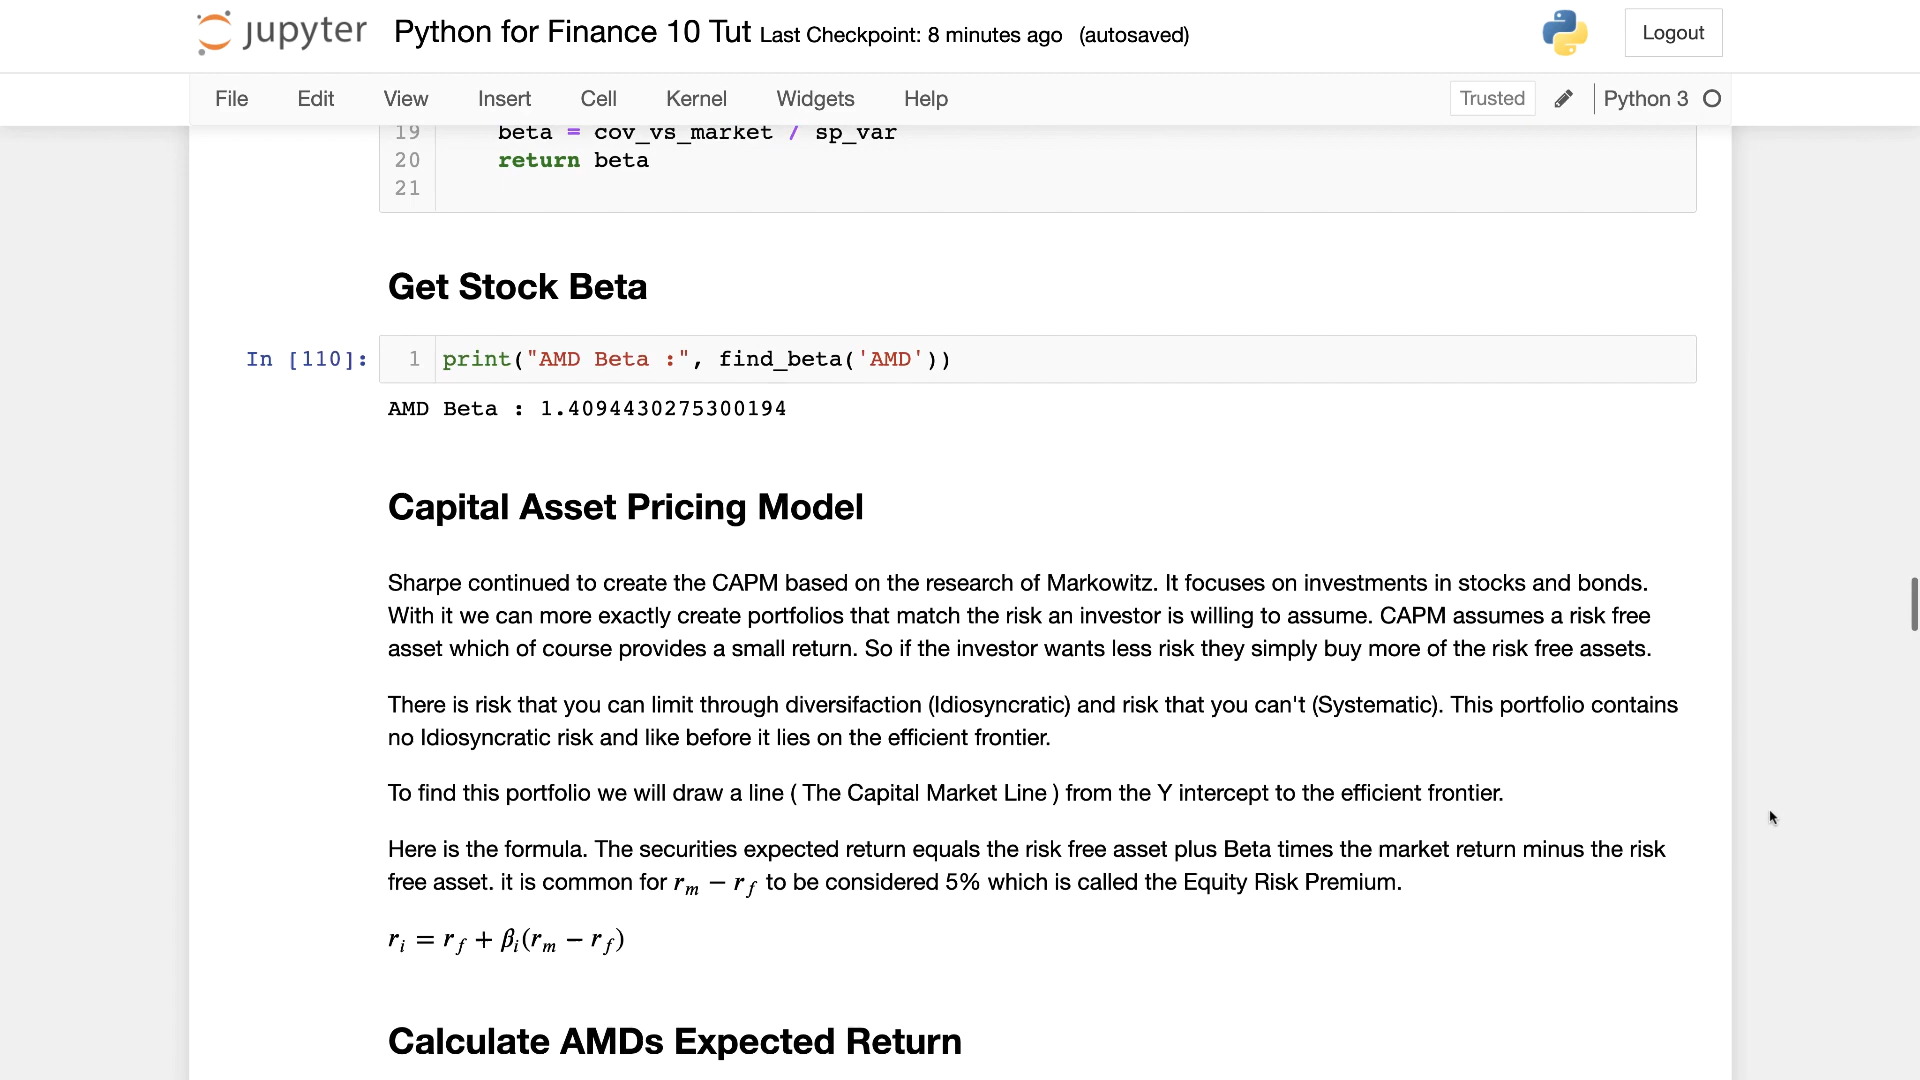 jupyter Python for Finance 10 Tut Last Checkpoint: 8 minutes ago (autosaved) Logout
File Edit View Insert Cell Kernel Widgets Help Trusted Python 3
19 beta = cov_vs_market / sp_var
20 return beta
21
Get Stock Beta
In [110]: 1 print("AMD Beta :", find_beta('AMD'))
AMD Beta : 1.4094430275300194
Capital Asset Pricing Model
Sharpe continued to create the CAPM based on the research of Markowitz. It focuses on investments in stocks and bonds.
With it we can more exactly create portfolios that match the risk an investor is willing to assume. CAPM assumes a risk free
asset which of course provides a small return. So if the investor wants less risk they simply buy more of the risk free assets.
There is risk that you can limit through diversifaction (Idiosyncratic) and risk that you can't (Systematic). This portfolio contains
no Idiosyncratic risk and like before it lies on the efficient frontier.
To find this portfolio we will draw a line ( The Capital Market Line ) from the Y intercept to the efficient frontier.
Here is the formula. The securities expected return equals the risk free asset plus Beta times the market return minus the risk
free asset. it is common for r_m − r_f to be considered 5% which is called the Equity Risk Premium.
r_i = r_f + β_i(r_m − r_f)
Calculate AMDs Expected Return